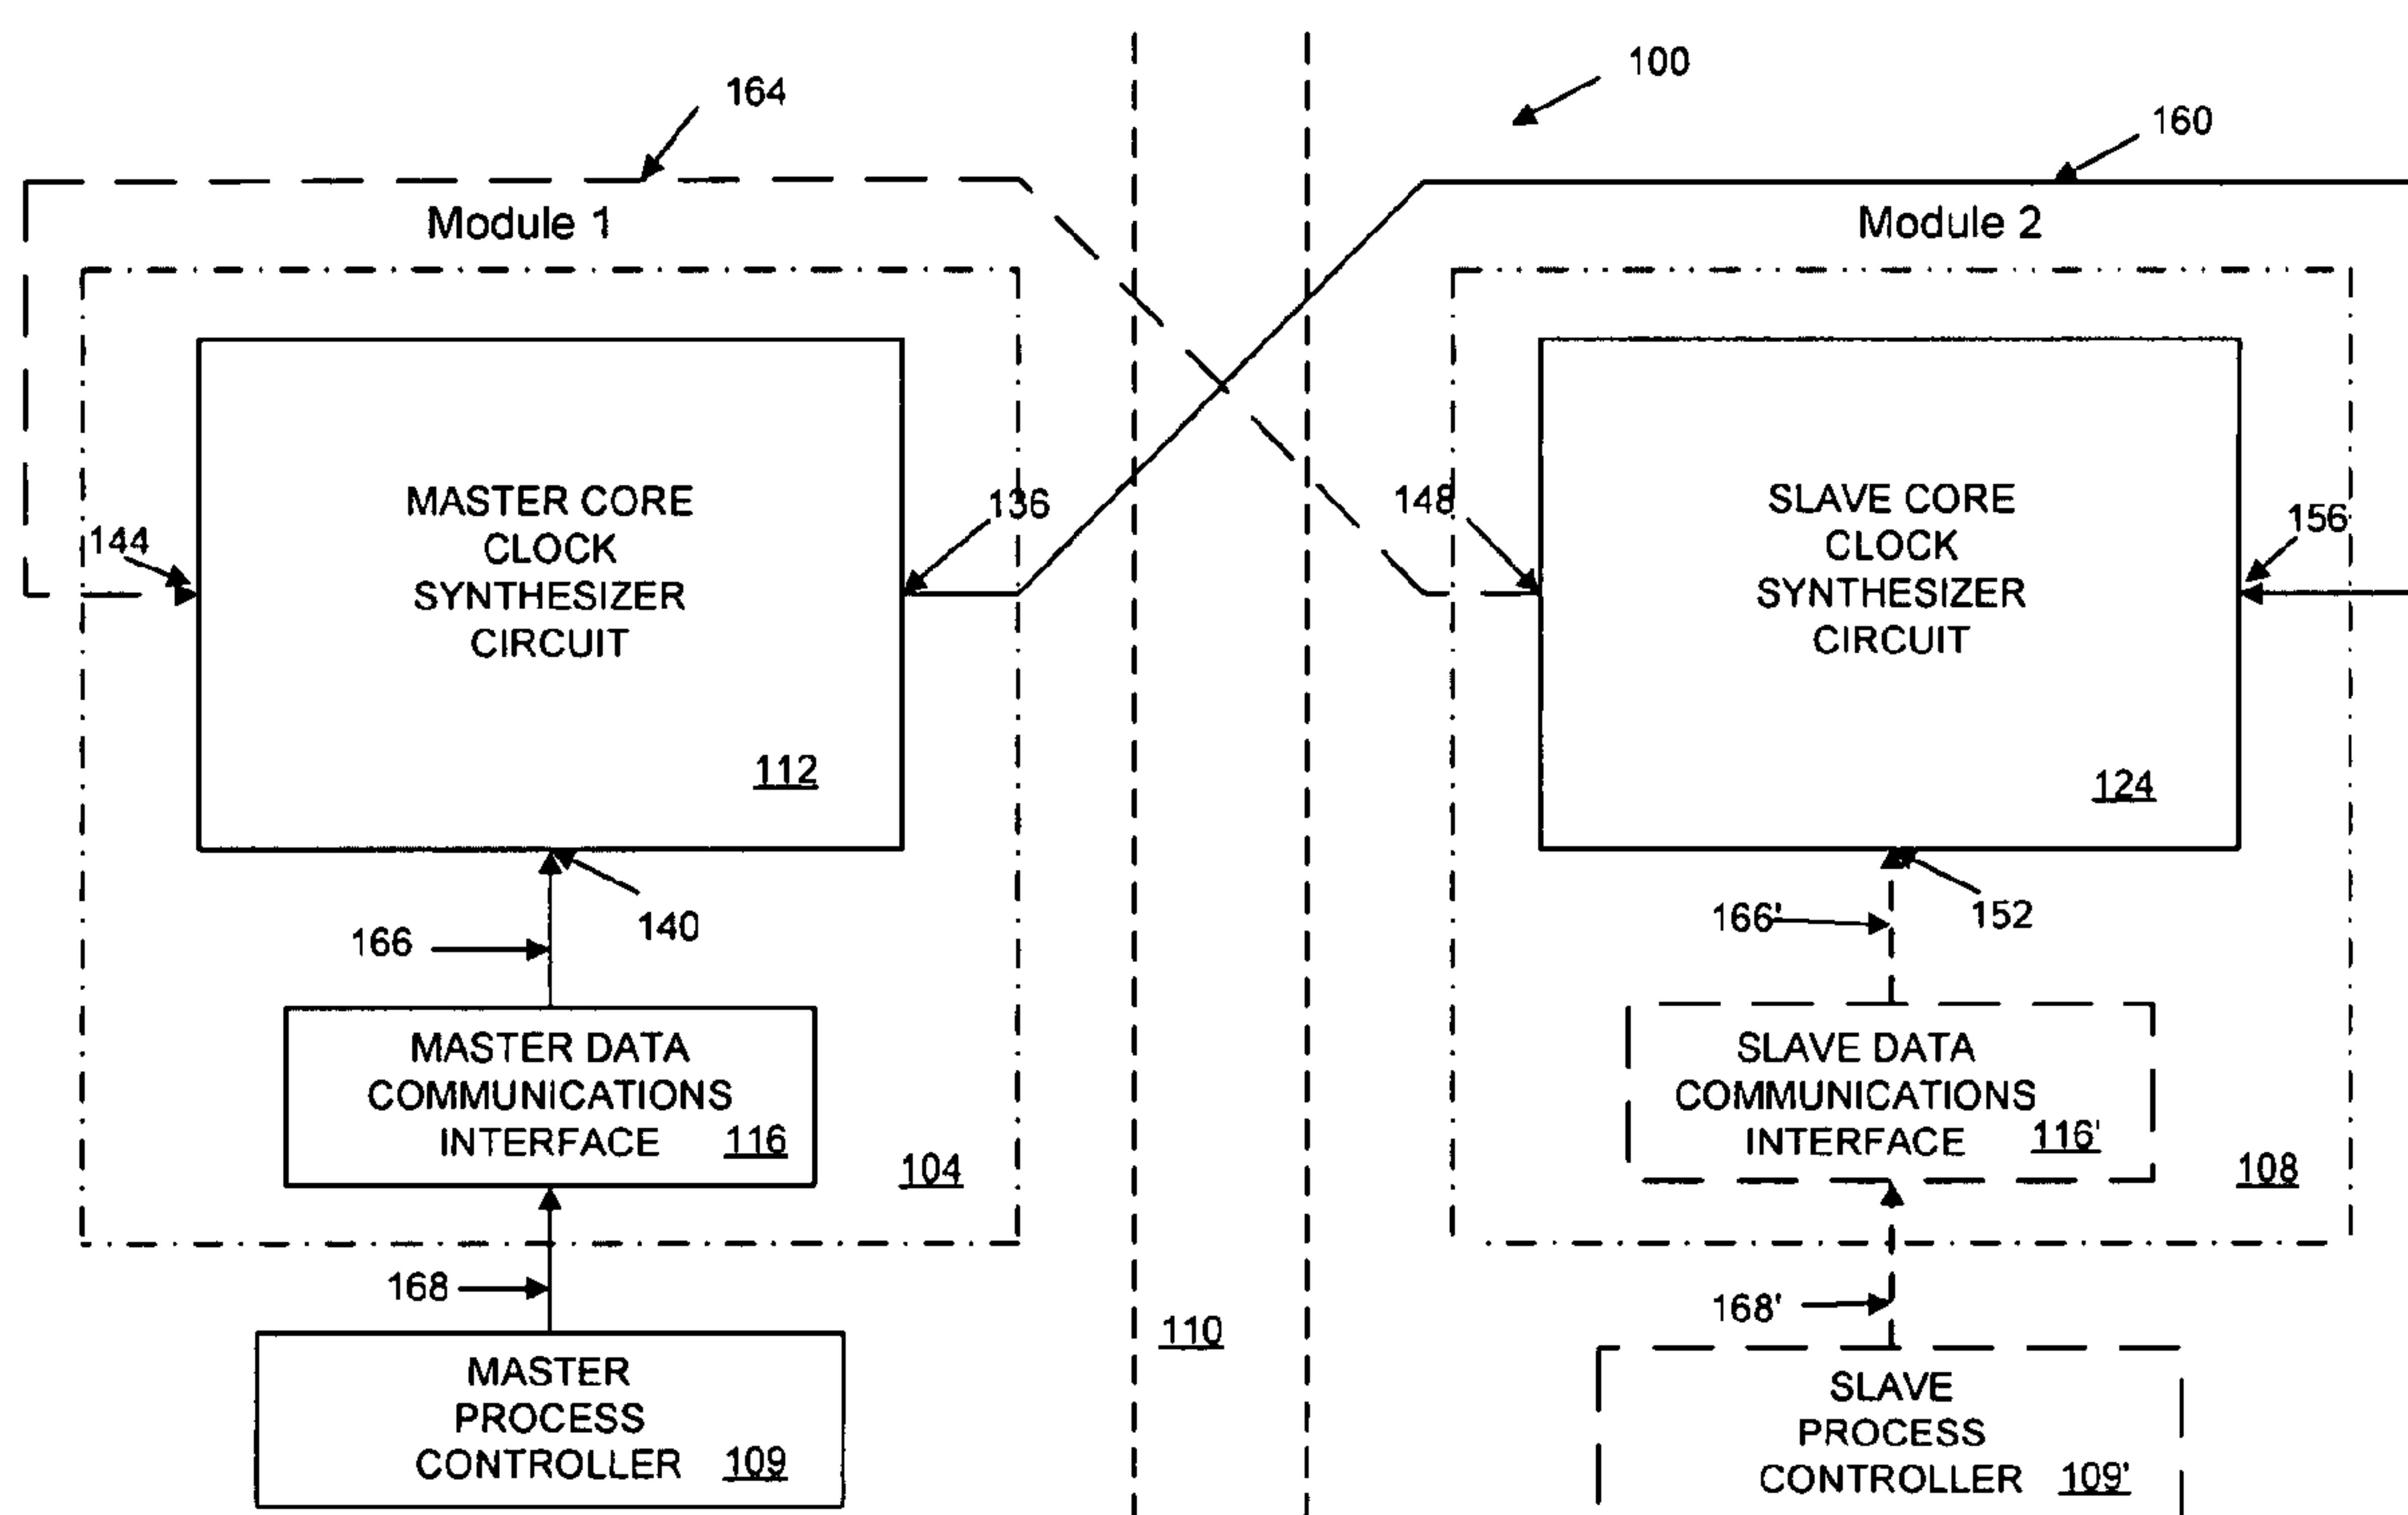 100
164
160
Module 1
Module 2
MASTER CORE
CLOCK
SYNTHESIZER
CIRCUIT
112
144
136
148
SLAVE CORE
CLOCK
SYNTHESIZER
CIRCUIT
124
156
140
166
152
166'
MASTER DATA
COMMUNICATIONS
INTERFACE 116
104
SLAVE DATA
COMMUNICATIONS
INTERFACE 116'
108
168
168'
110
MASTER
PROCESS
CONTROLLER 109
SLAVE
PROCESS
CONTROLLER 109'